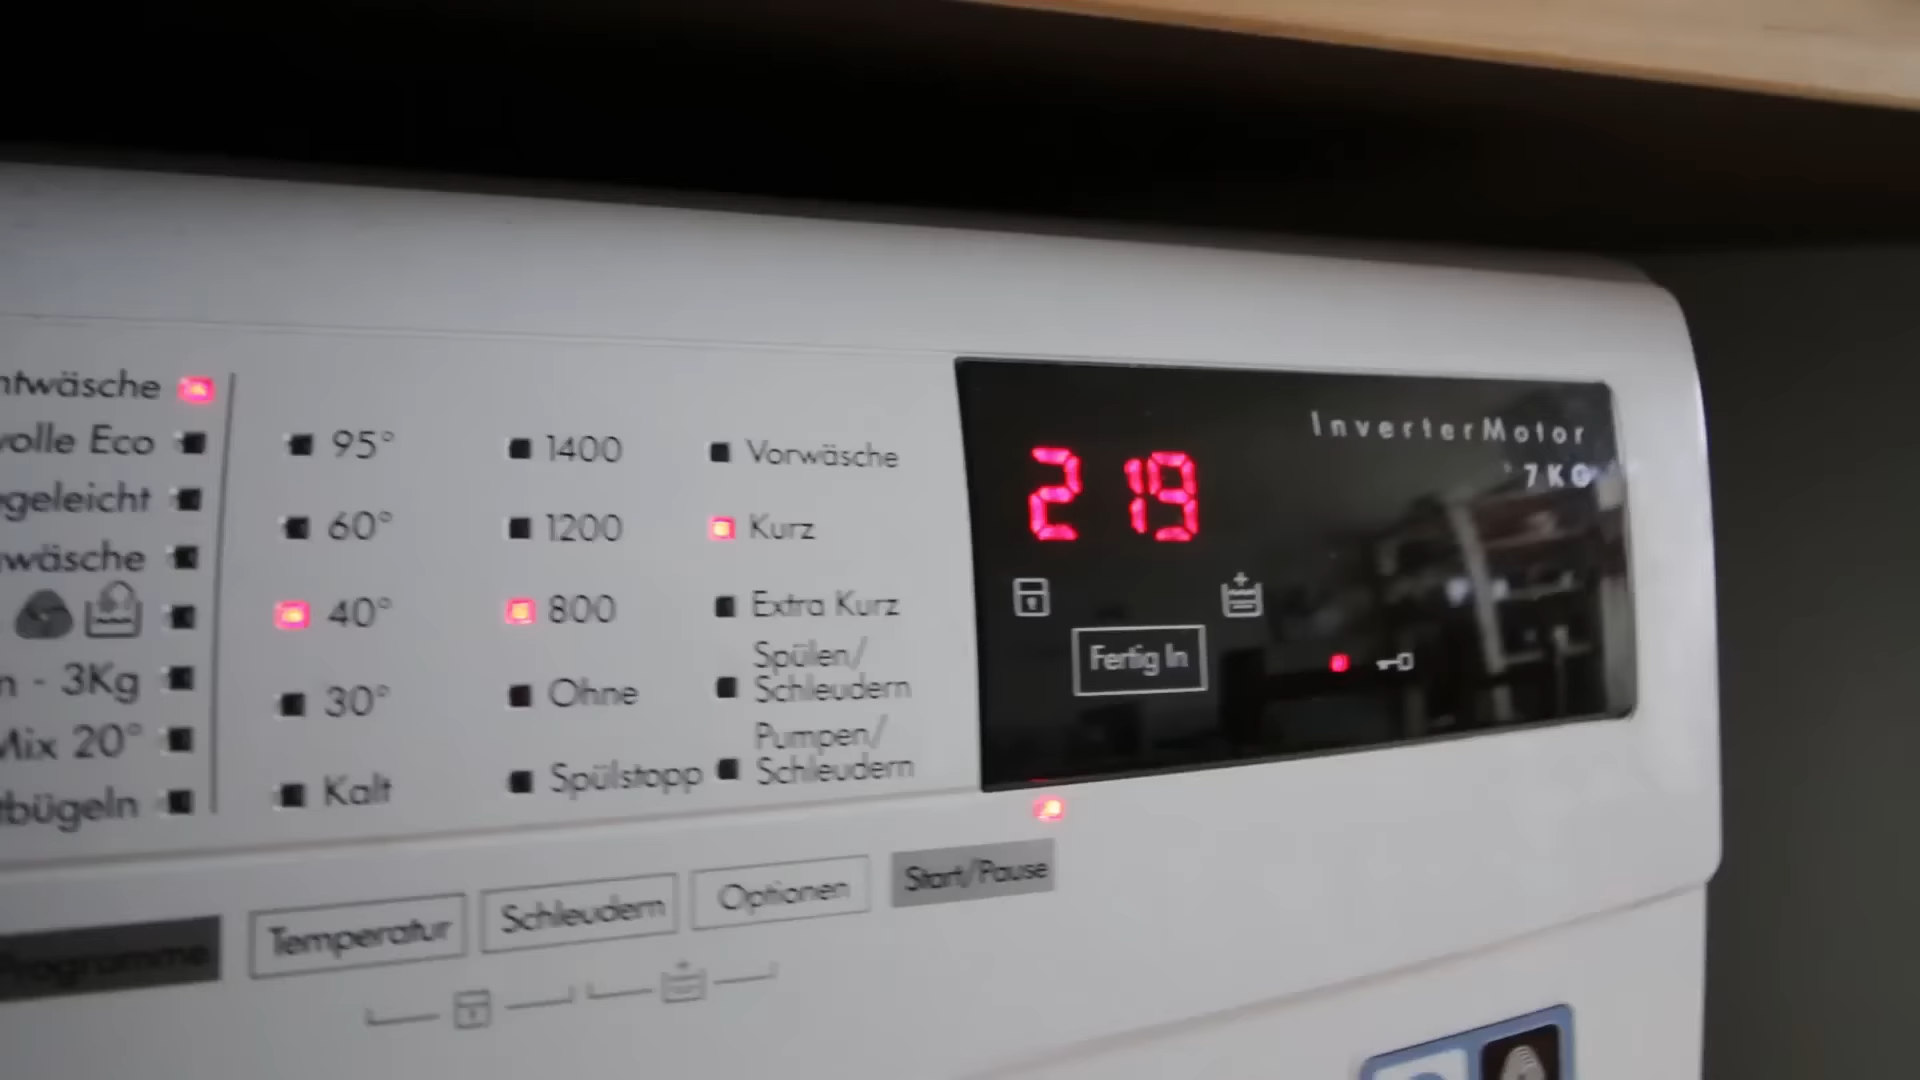 ntwäsche
volle Eco
geleicht
wäsche
n - 3Kg
Mix 20°
tbügeln
95°
60°
40°
30°
Kalt
1400
1200
800
Ohne
Spülstopp
Vorwäsche
Kurz
Extra Kurz
Spülen/
Schleudern
Pumpen/
Schleudern
2 19
InverterMotor
7KG
Fertig In
Programme
Temperatur
Schleudern
Optionen
Start/Pause